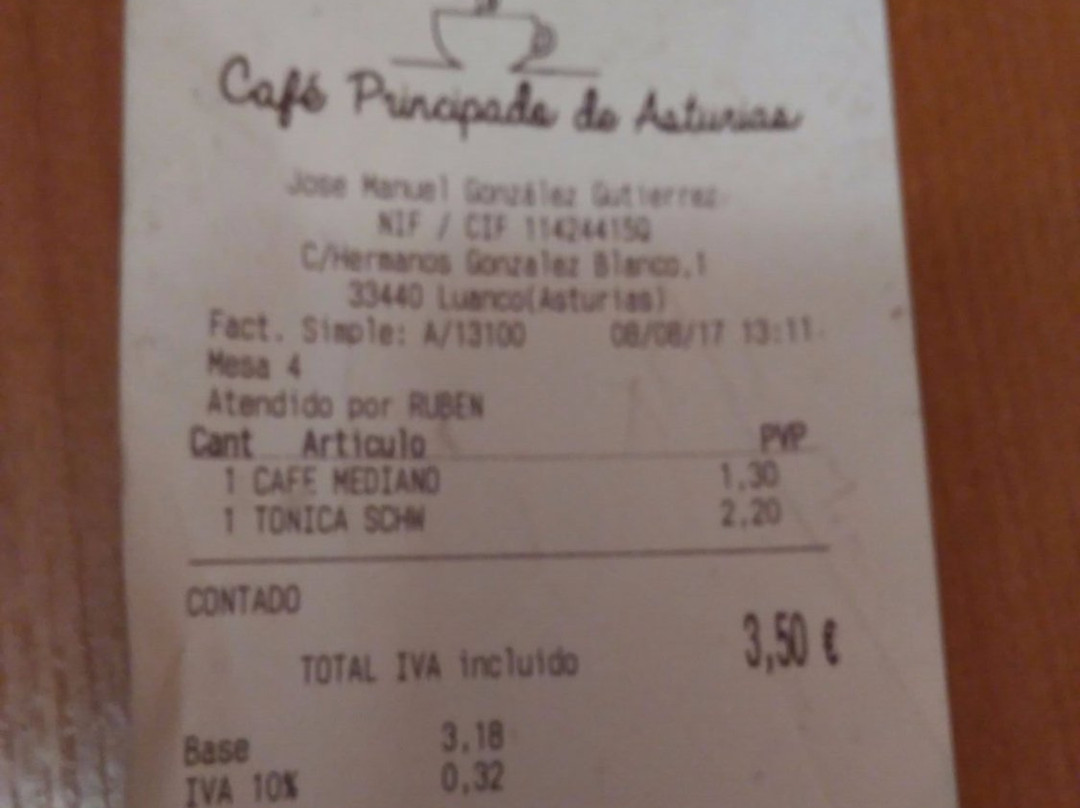 Café Principado de Asturias
Jose Manuel González Gutierrez
NIF / CIF 11424415Q
C/Hermanos Gonzalez Blanco,1
33440 Luanco(Asturias)
Fact. Simple: A/13100 08/08/17 13:11
Mesa 4
Atendido por RUBEN
Cant Articulo PVP
1 CAFE MEDIANO 1,30
1 TONICA SCHW 2,20
CONTADO
3,50 €
TOTAL IVA incluido
Base 3,18
IVA 10% 0,32